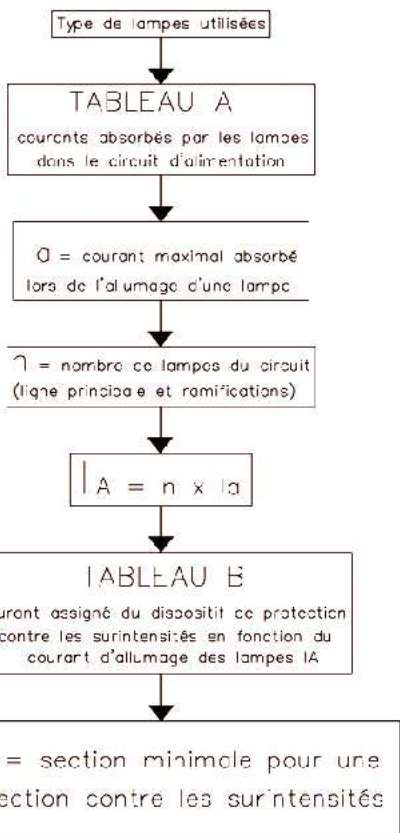 Type de lampes utilisées
TABLEAU A
courants absorbés par les lampes
dans le circuit d'alimentation
a = courant maximal absorbé
lors de l'allumage d'une lampe
n = nombre de lampes du circuit
(ligne principale et ramifications)
IA = n x Ia
TABLEAU B
urant assigné du dispositif de protection
contre les surintensités en fonction du
courant d'allumage des lampes IA
= section minimale pour une
ection contre les surintensités